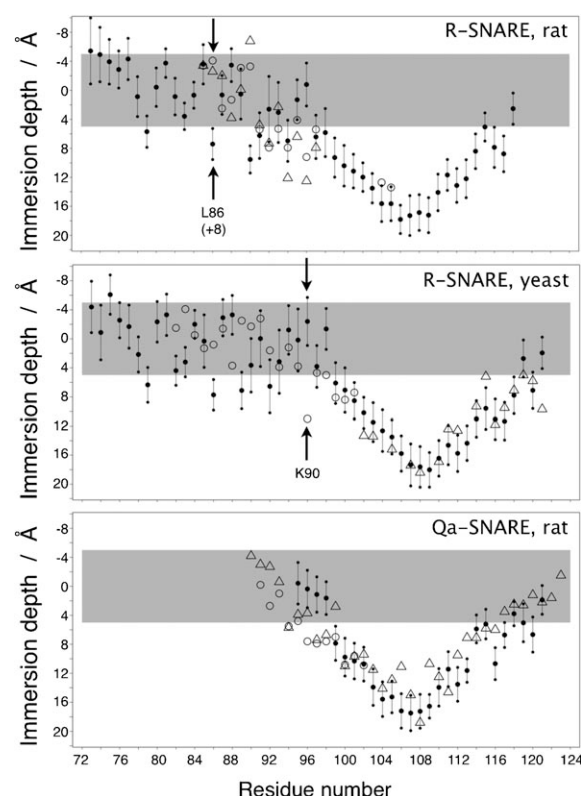 R-SNARE, rat
Immersion depth / Å
-8
-4
0
4
8
12
16
20
L86
(+8)
R-SNARE, yeast
Immersion depth / Å
-8
-4
0
4
8
12
16
20
K90
Qa-SNARE, rat
Immersion depth / Å
-8
-4
0
4
8
12
16
20
72 76 80 84 88 92 96 100 104 108 112 116 120 124
Residue number